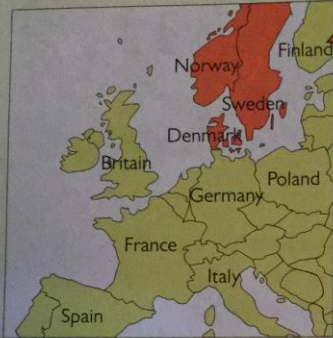 Norway
Finland
Sweden
Denmark
Britain
Germany
Poland
France
Italy
Spain